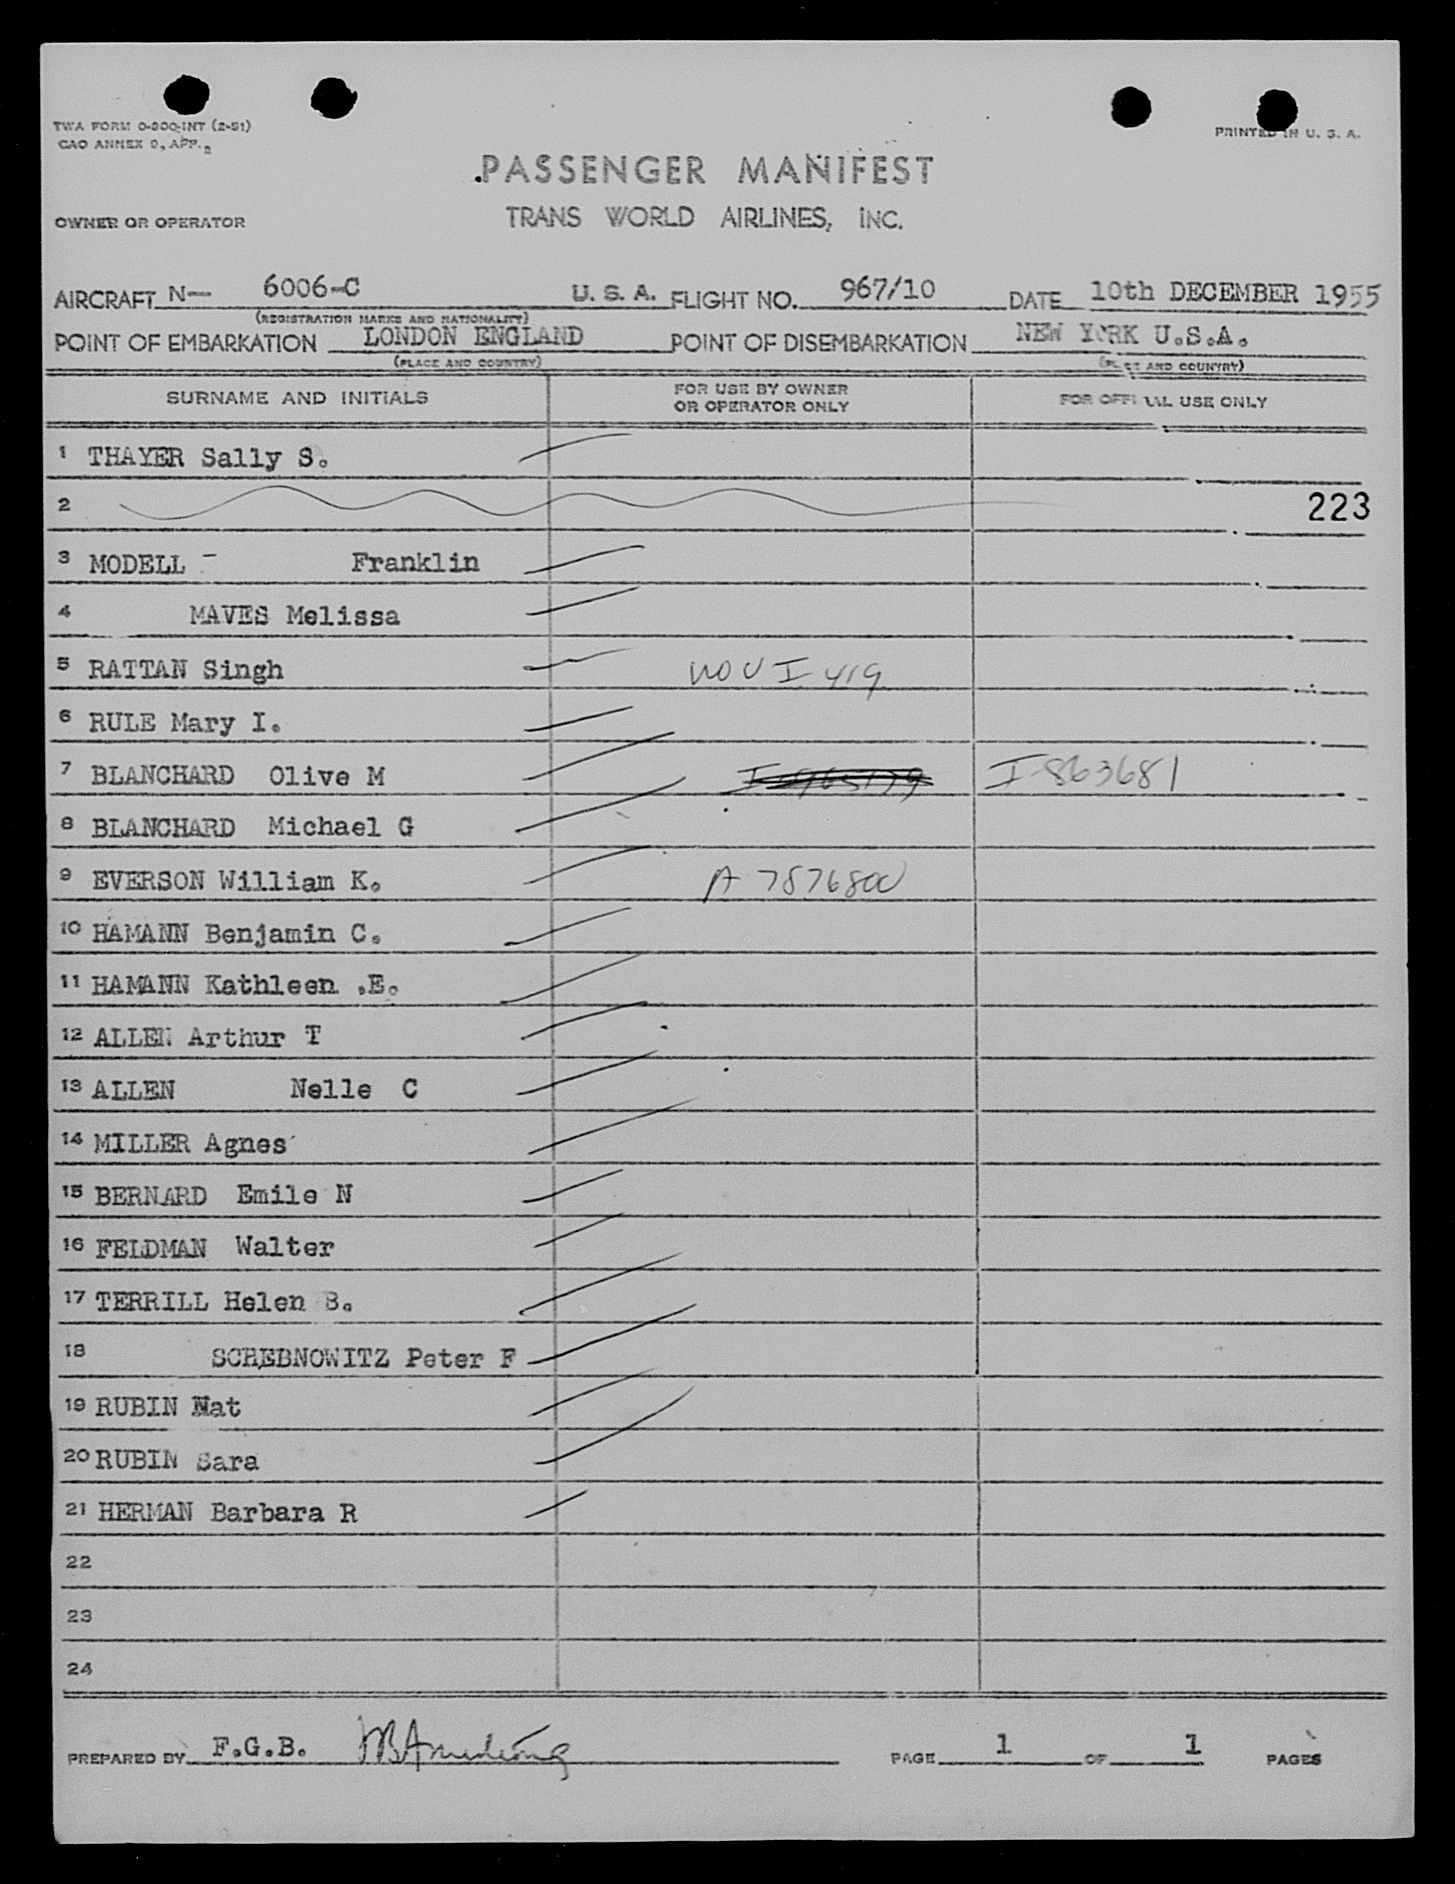 TWA FORM O-300-INT (2-51)
CAO ANNEX 9, APP. 2
PRINTED IN U. S. A.
PASSENGER MANIFEST
OWNER OR OPERATOR TRANS WORLD AIRLINES, INC.
AIRCRAFT N- 6006-C U. S. A. FLIGHT NO. 967/10 DATE 10th DECEMBER 1955
(REGISTRATION MARKS AND NATIONALITY)
POINT OF EMBARKATION LONDON ENGLAND POINT OF DISEMBARKATION NEW YORK U.S.A.
(PLACE AND COUNTRY) (PLACE AND COUNTRY)
SURNAME AND INITIALS FOR USE BY OWNER OR OPERATOR ONLY FOR OFFICIAL USE ONLY
1 THAYER Sally S.
2 223
3 MODELL - Franklin
4 MAVES Melissa
5 RATTAN Singh NOV I 419
6 RULE Mary I.
7 BLANCHARD Olive M I-863681
8 BLANCHARD Michael G
9 EVERSON William K. A 7876800
10 HAMANN Benjamin C.
11 HAMANN Kathleen .E.
12 ALLEN Arthur T
13 ALLEN Nelle C
14 MILLER Agnes
15 BERNARD Emile N
16 FELDMAN Walter
17 TERRILL Helen B.
18 SCREBNOWITZ Peter F
19 RUBIN Nat
20 RUBIN Sara
21 HERMAN Barbara R
22
23
24
PREPARED BY F.G.B. PAGE 1 OF 1 PAGES